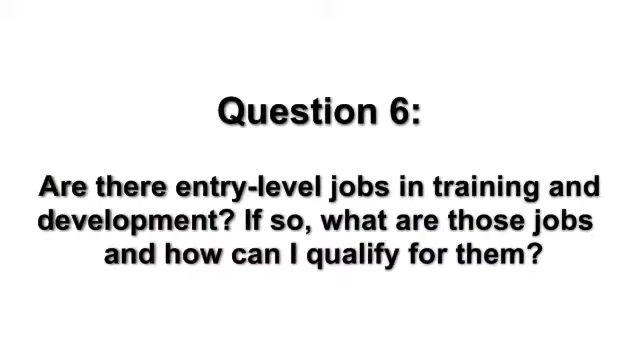 Question 6:
Are there entry-level jobs in training and
development? If so, what are those jobs
and how can I qualify for them?